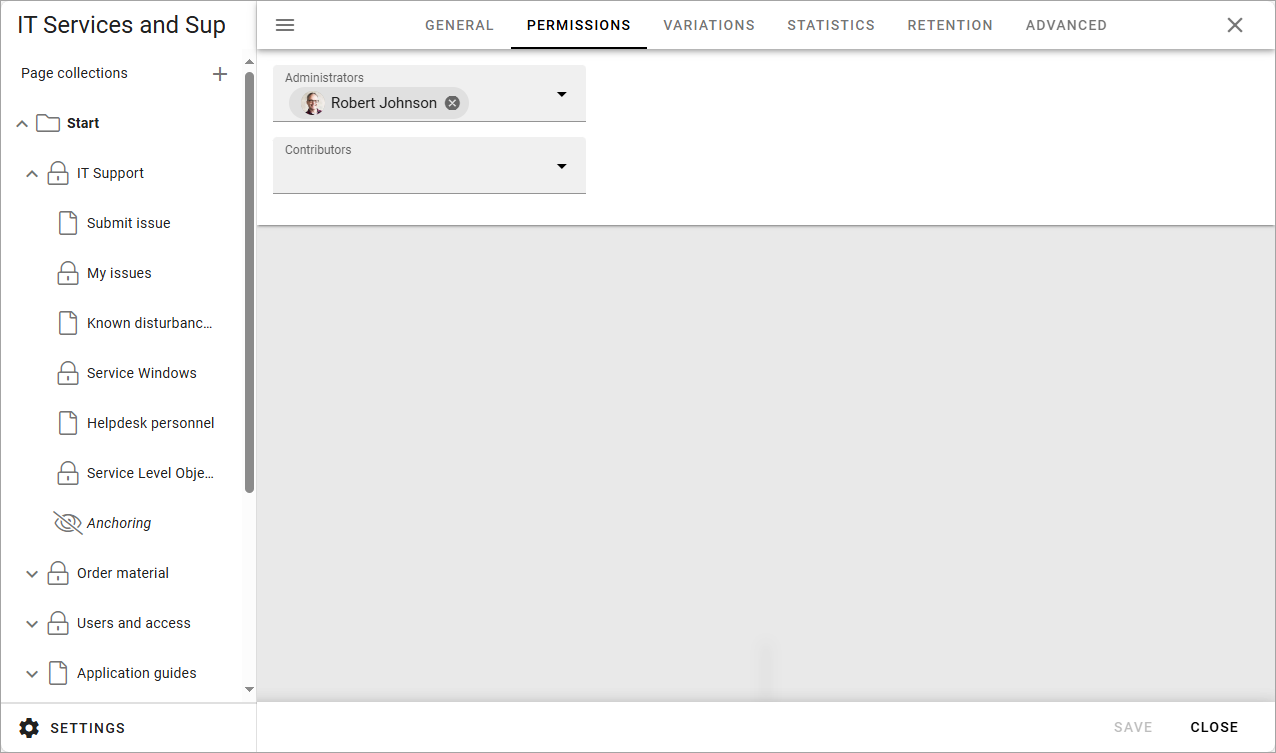 IT Services and Sup
Page collections
Start
IT Support
Submit issue
My issues
Known disturbanc...
Service Windows
Helpdesk personnel
Service Level Obje...
Anchoring
Order material
Users and access
Application guides
SETTINGS
GENERAL PERMISSIONS VARIATIONS STATISTICS RETENTION ADVANCED
Administrators
Robert Johnson
Contributors
SAVE CLOSE